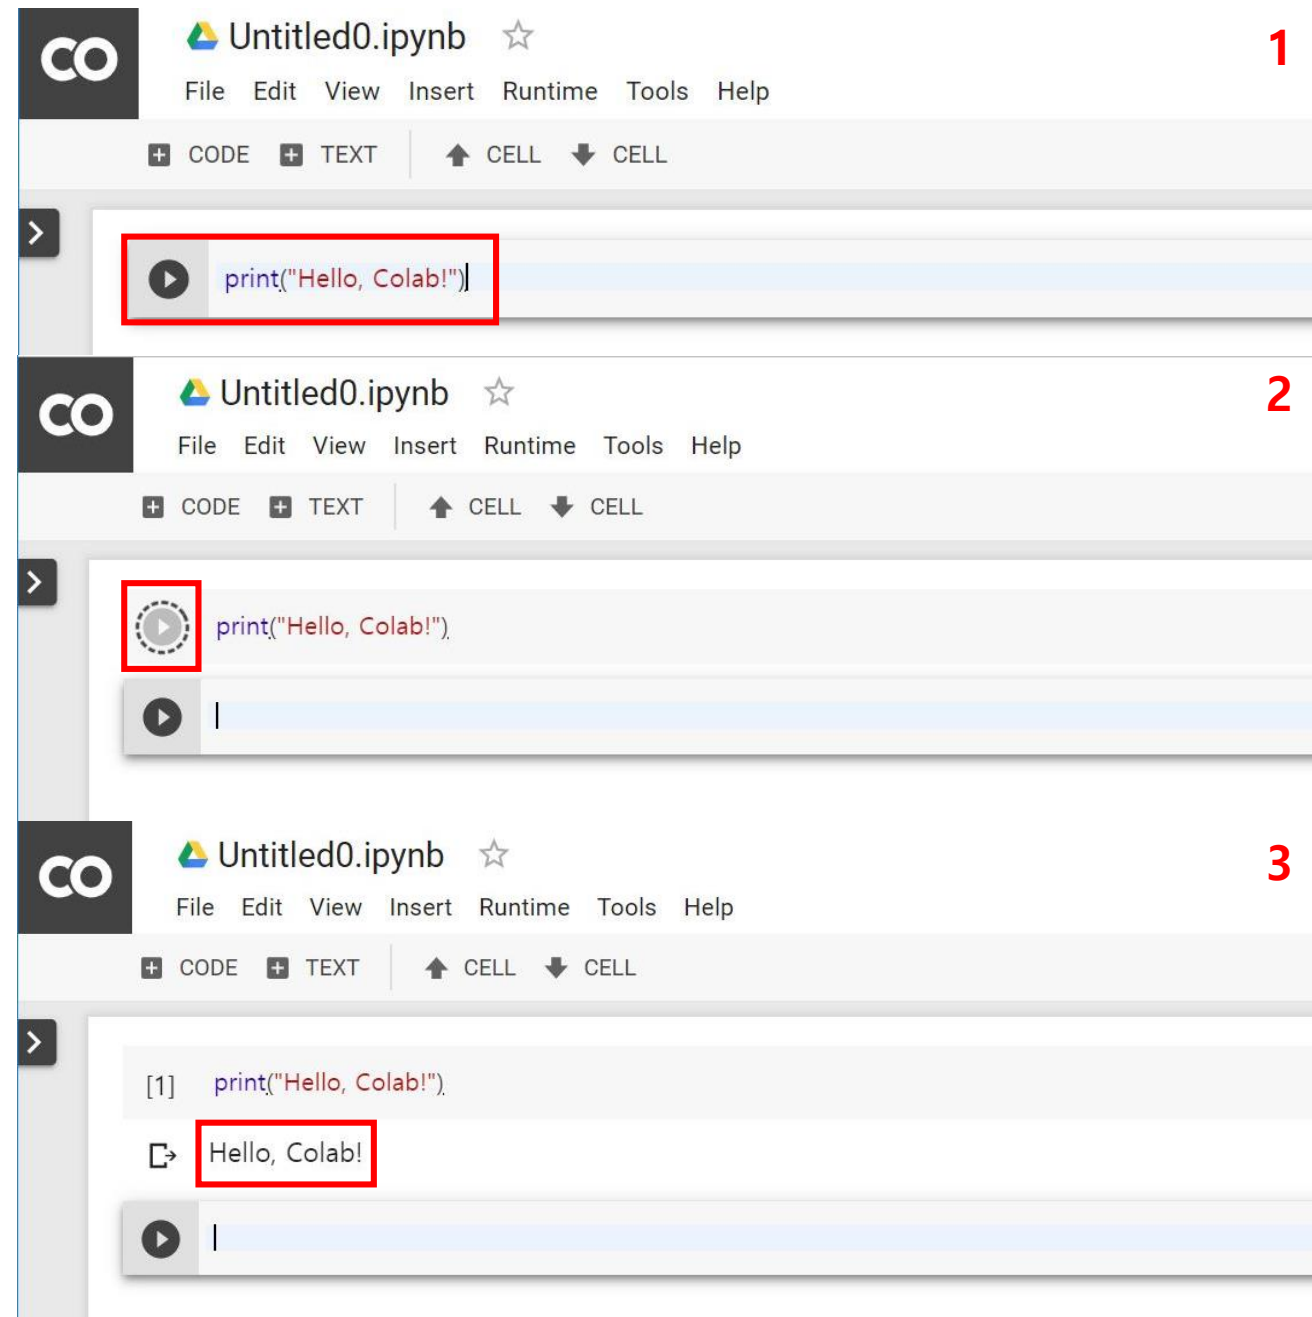 CO
Untitled0.ipynb
1
File Edit View Insert Runtime Tools Help
CODE TEXT CELL CELL
print("Hello, Colab!")
CO
Untitled0.ipynb
2
File Edit View Insert Runtime Tools Help
CODE TEXT CELL CELL
print("Hello, Colab!")
CO
Untitled0.ipynb
3
File Edit View Insert Runtime Tools Help
CODE TEXT CELL CELL
[1] print("Hello, Colab!")
Hello, Colab!